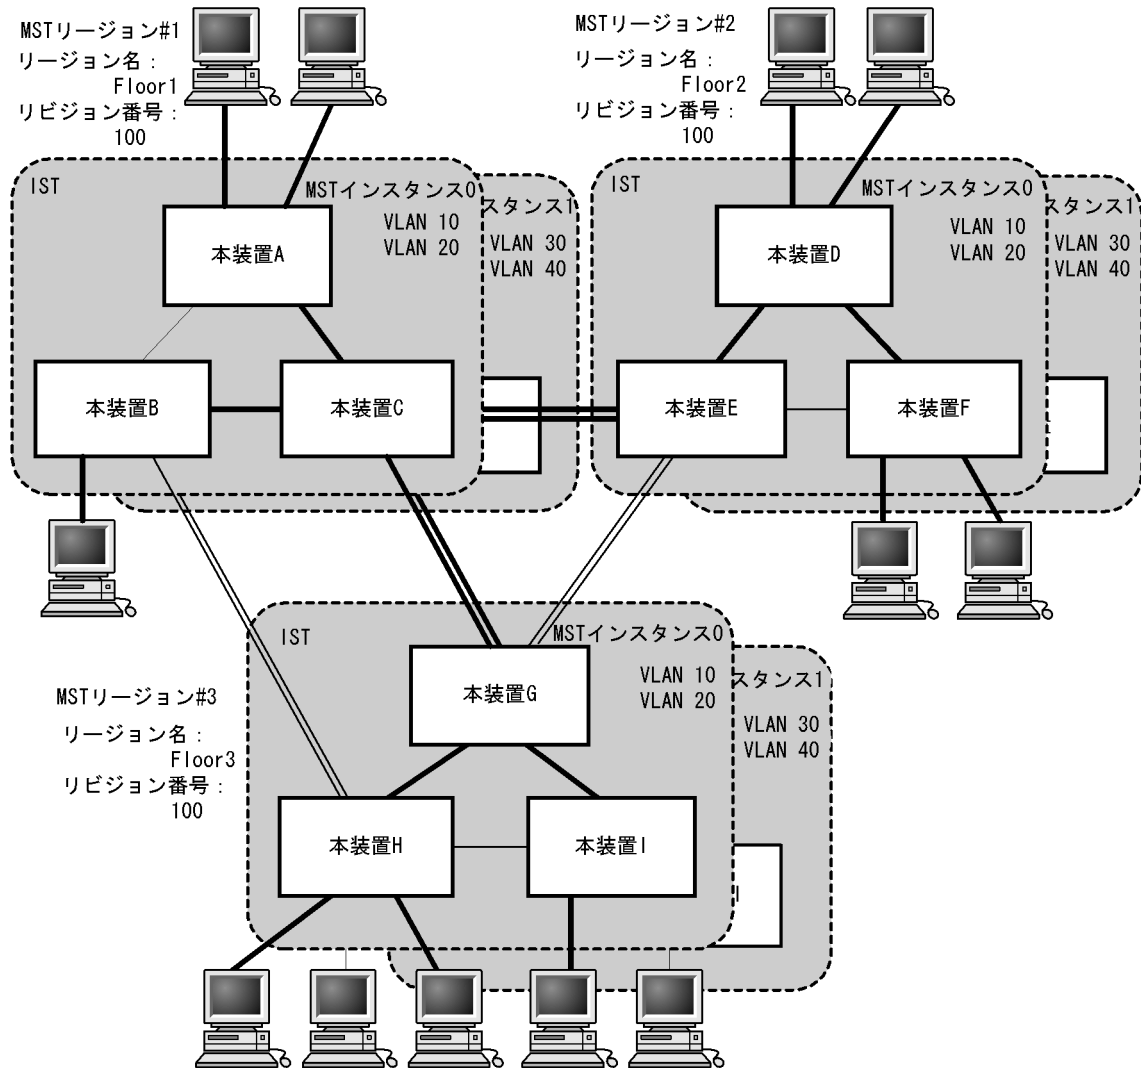 MSTリージョン#1
リージョン名：
Floor1
リビジョン番号：
100
MSTリージョン#2
リージョン名：
Floor2
リビジョン番号：
100
IST
MSTインスタンス0
VLAN 10
VLAN 20
スタンス1
VLAN 30
VLAN 40
本装置A
本装置B
本装置C
IST
MSTインスタンス0
VLAN 10
VLAN 20
スタンス1
VLAN 30
VLAN 40
本装置D
本装置E
本装置F
MSTリージョン#3
リージョン名：
Floor3
リビジョン番号：
100
IST
MSTインスタンス0
VLAN 10
VLAN 20
スタンス1
VLAN 30
VLAN 40
本装置G
本装置H
本装置I